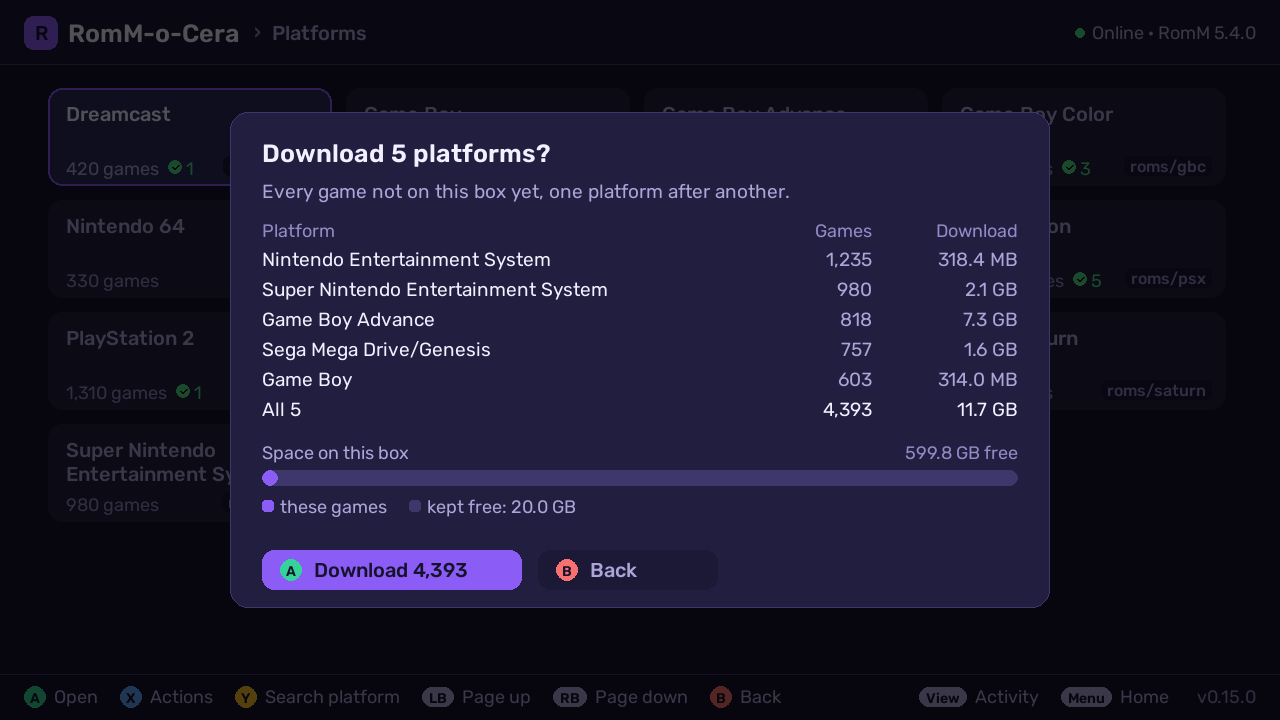 R RomM-o-Cera › Platforms
Online • RomM 5.4.0
Dreamcast
420 games 1
Game Boy Color
3 roms/gbc
Nintendo 64
330 games
5 roms/psx
PlayStation 2
1,310 games 1
roms/saturn
Super Nintendo
Entertainment
980 games
Download 5 platforms?
Every game not on this box yet, one platform after another.
Platform Games Download
Nintendo Entertainment System 1,235 318.4 MB
Super Nintendo Entertainment System 980 2.1 GB
Game Boy Advance 818 7.3 GB
Sega Mega Drive/Genesis 757 1.6 GB
Game Boy 603 314.0 MB
All 5 4,393 11.7 GB
Space on this box 599.8 GB free
these games kept free: 20.0 GB
A Download 4,393 B Back
A Open X Actions Y Search platform LB Page up RB Page down B Back View Activity Menu Home v0.15.0